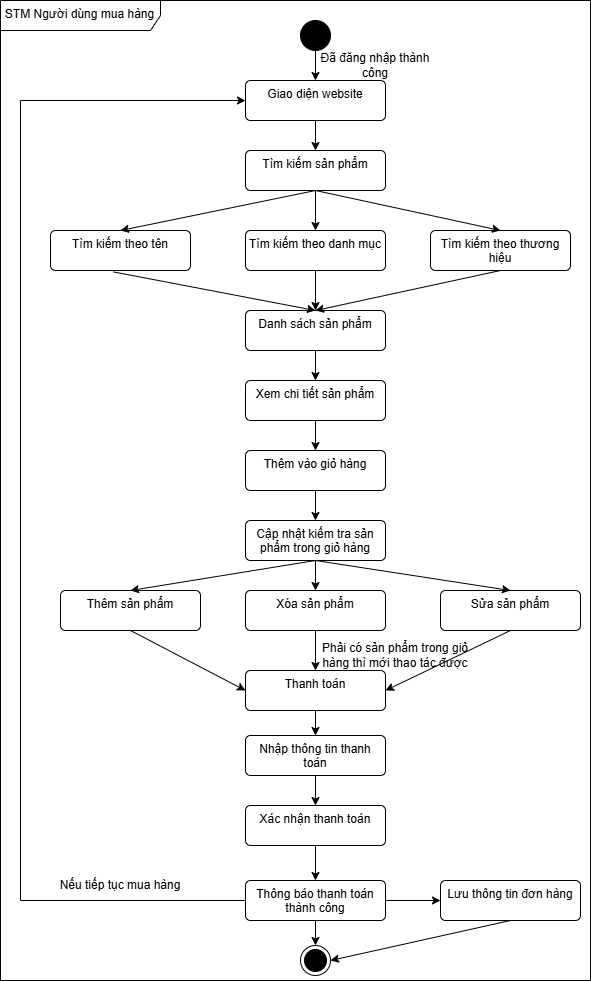 STM Người dùng mua hàng
Đã đăng nhập thành
công
Giao diện website
Tìm kiếm sản phẩm
Tìm kiếm theo tên
Tìm kiếm theo danh mục
Tìm kiếm theo thương
hiệu
Danh sách sản phẩm
Xem chi tiết sản phẩm
Thêm vào giỏ hàng
Cập nhật kiểm tra sản
phẩm trong giỏ hàng
Thêm sản phẩm
Xóa sản phẩm
Sửa sản phẩm
Phải có sản phẩm trong giỏ
hàng thì mới thao tác được
Thanh toán
Nhập thông tin thanh
toán
Xác nhận thanh toán
Nếu tiếp tục mua hàng
Thông báo thanh toán
thành công
Lưu thông tin đơn hàng